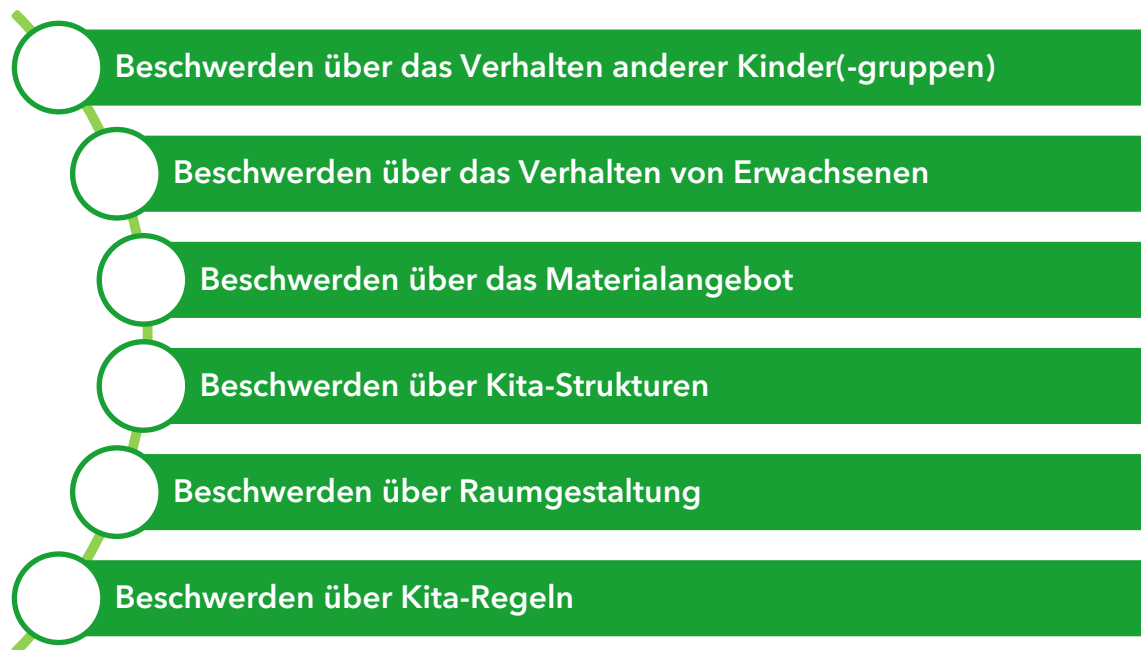 Beschwerden über das Verhalten anderer Kinder(-gruppen)
Beschwerden über das Verhalten von Erwachsenen
Beschwerden über das Materialangebot
Beschwerden über Kita-Strukturen
Beschwerden über Raumgestaltung
Beschwerden über Kita-Regeln